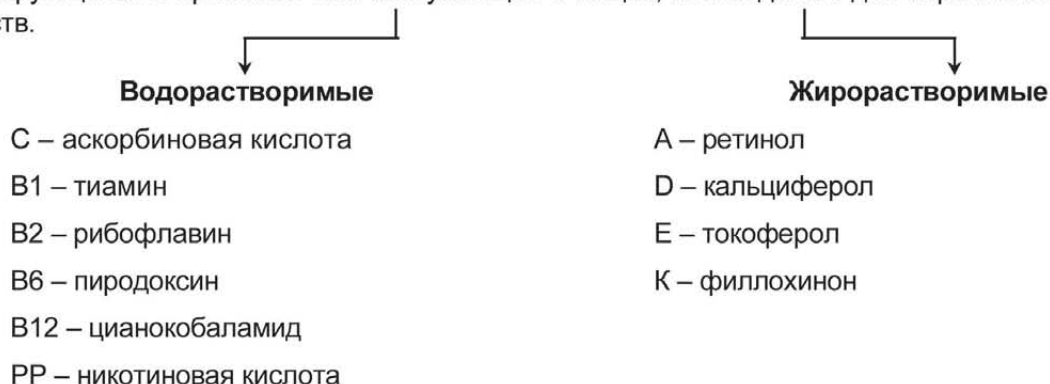 ств.
Водорастворимые
С – аскорбиновая кислота
В1 – тиамин
В2 – рибофлавин
В6 – пиродоксин
В12 – цианокобаламид
РР – никотиновая кислота
Жирорастворимые
А – ретинол
D – кальциферол
Е – токоферол
К – филлохинон